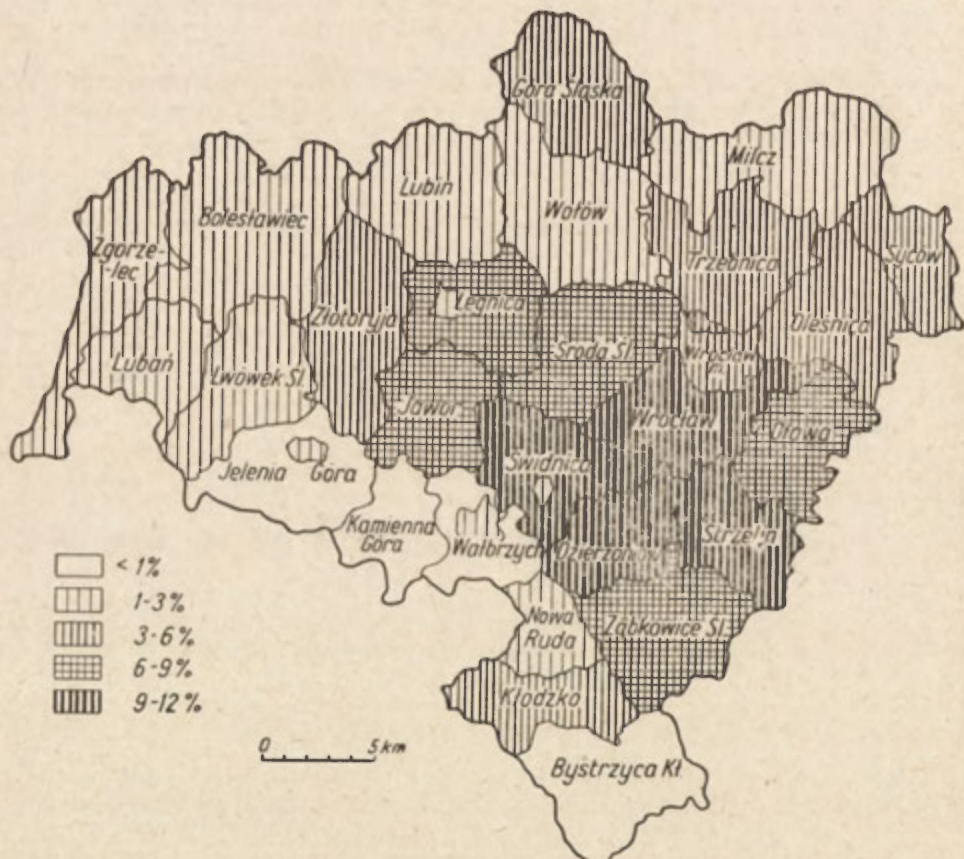 Góra Śląska
Milicz
Lubin
Wołów
Bolesławiec
Zgorze-
-lec
Trzebnica
Syców
Legnica
Złotoryja
Oleśnica
Środa Śl.
Wrocław
Lubań
Lwówek Śl.
Jawor
Wrocław
Oława
Świdnica
Jelenia Góra
Kamienna
Góra
Wałbrzych
Strzelin
< 1%
1-3%
3-6%
6-9%
9-12%
Nowa
Ruda
Ząbkowice Śl.
Kłodzko
0 5 km
Bystrzyca Kł.